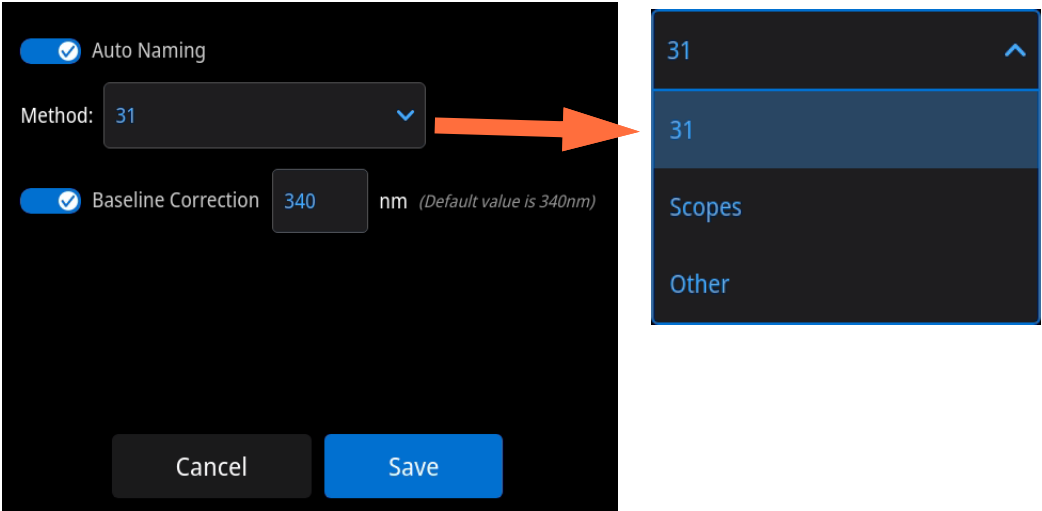 Auto Naming
Method: 31
Baseline Correction 340 nm (Default value is 340nm)
Cancel Save
31
31
Scopes
Other